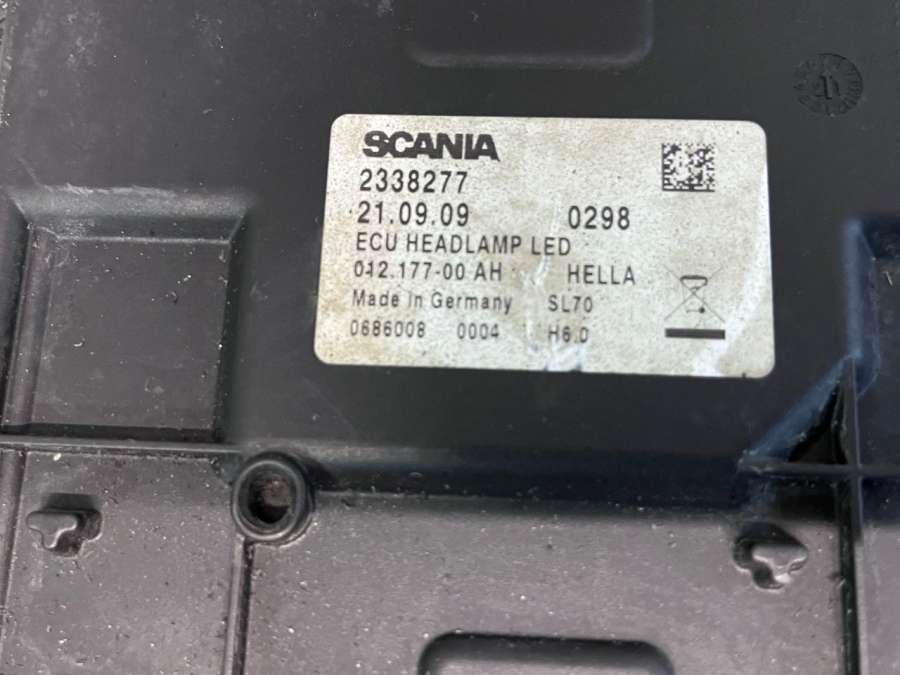 SCANIA
2338277
21.09.09 0298
ECU HEADLAMP LED
012.177-00 AH HELLA
Made in Germany SL70
0686008 0004 H6.0